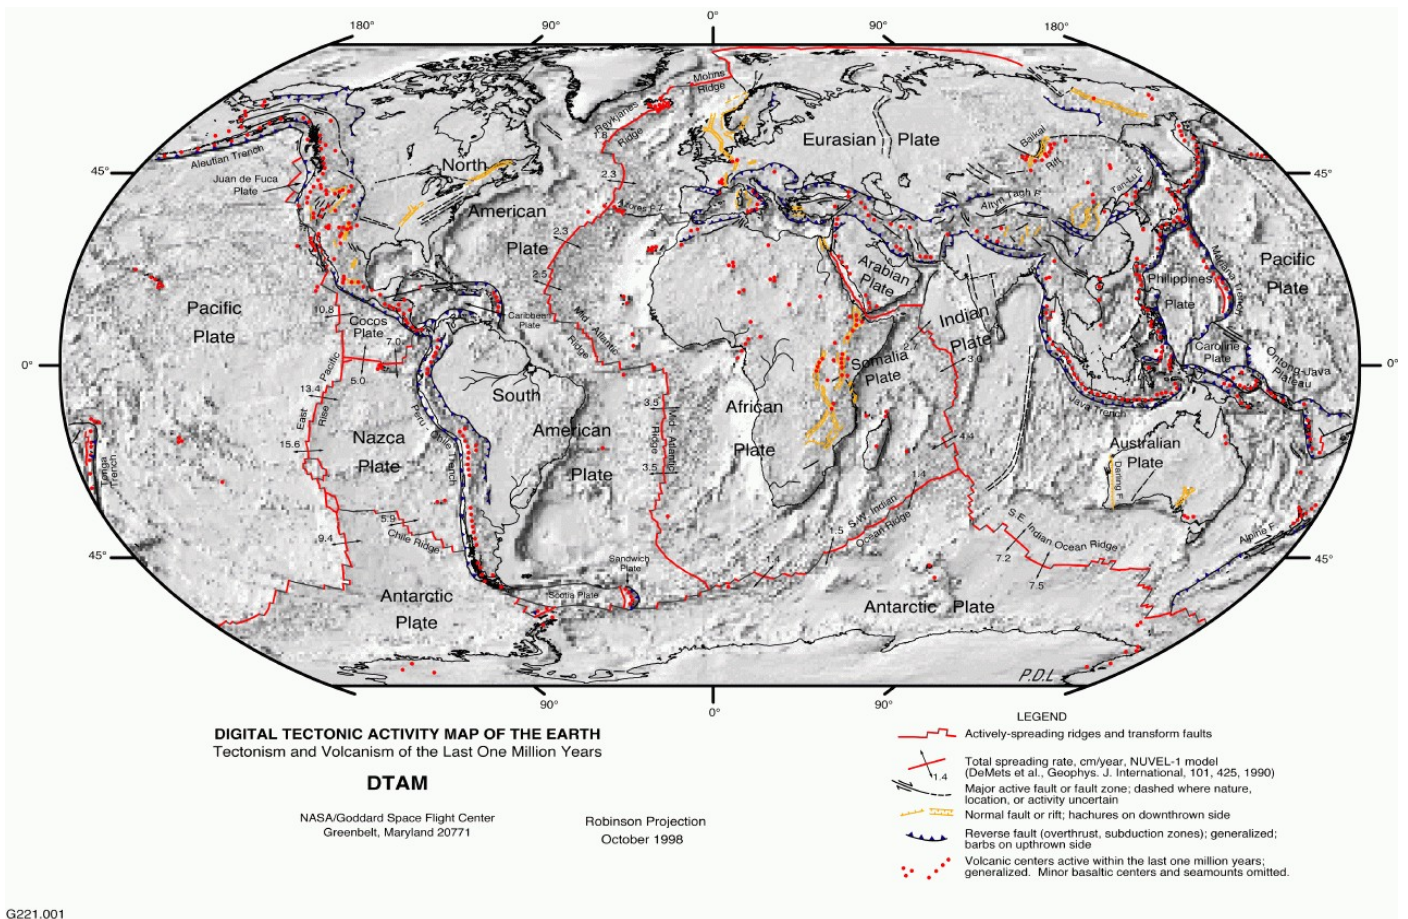 180°
90°
0°
90°
180°
Mohns
Ridge
Reykjanes
Ridge
1.8
Eurasian Plate
Baikal
Rift
Aleutian Trench
45°
45°
North
Juan de Fuca
Plate
2.3
Altyn Tagh F.
Tan-Lu F.
American
Plate
Azores F.Z.
2.3
2.5
Arabian
Plate
Pacific
Plate
Philippines
Plate
Mariana Trench
Pacific
Plate
10.8
Cocos
Plate
Caribbean
Plate
Mid-Atlantic
Ridge
Indian
Plate
7.0
2.7
3.0
Somalia
Plate
Caroline
Plate
Ontong-Java
Plateau
0°
0°
5.0
13.4
East Pacific
Rise
South
American
Plate
3.5
Mid-Atlantic
Ridge
3.5
African
Plate
Java Trench
Peru Chile Trench
Nazca
Plate
15.6
4.4
1.4
Australian
Plate
Darling F.
Tonga
Trench
5.9
Chile Ridge
9.4
S.W. Indian
Ocean Ridge
1.5
1.4
S.E. Indian Ocean Ridge
7.2
7.5
Alpine F.
45°
45°
Sandwich
Plate
Scotia Plate
Antarctic
Plate
Antarctic Plate
P.D.L
90°
0°
90°
DIGITAL TECTONIC ACTIVITY MAP OF THE EARTH
Tectonism and Volcanism of the Last One Million Years
DTAM
NASA/Goddard Space Flight Center
Greenbelt, Maryland 20771
Robinson Projection
October 1998
LEGEND
Actively-spreading ridges and transform faults
Total spreading rate, cm/year, NUVEL-1 model
(DeMets et al., Geophys. J. International, 101, 425, 1990)
1.4
Major active fault or fault zone; dashed where nature,
location, or activity uncertain
Normal fault or rift; hachures on downthrown side
Reverse fault (overthrust, subduction zones); generalized;
barbs on upthrown side
Volcanic centers active within the last one million years;
generalized. Minor basaltic centers and seamounts omitted.
G221.001